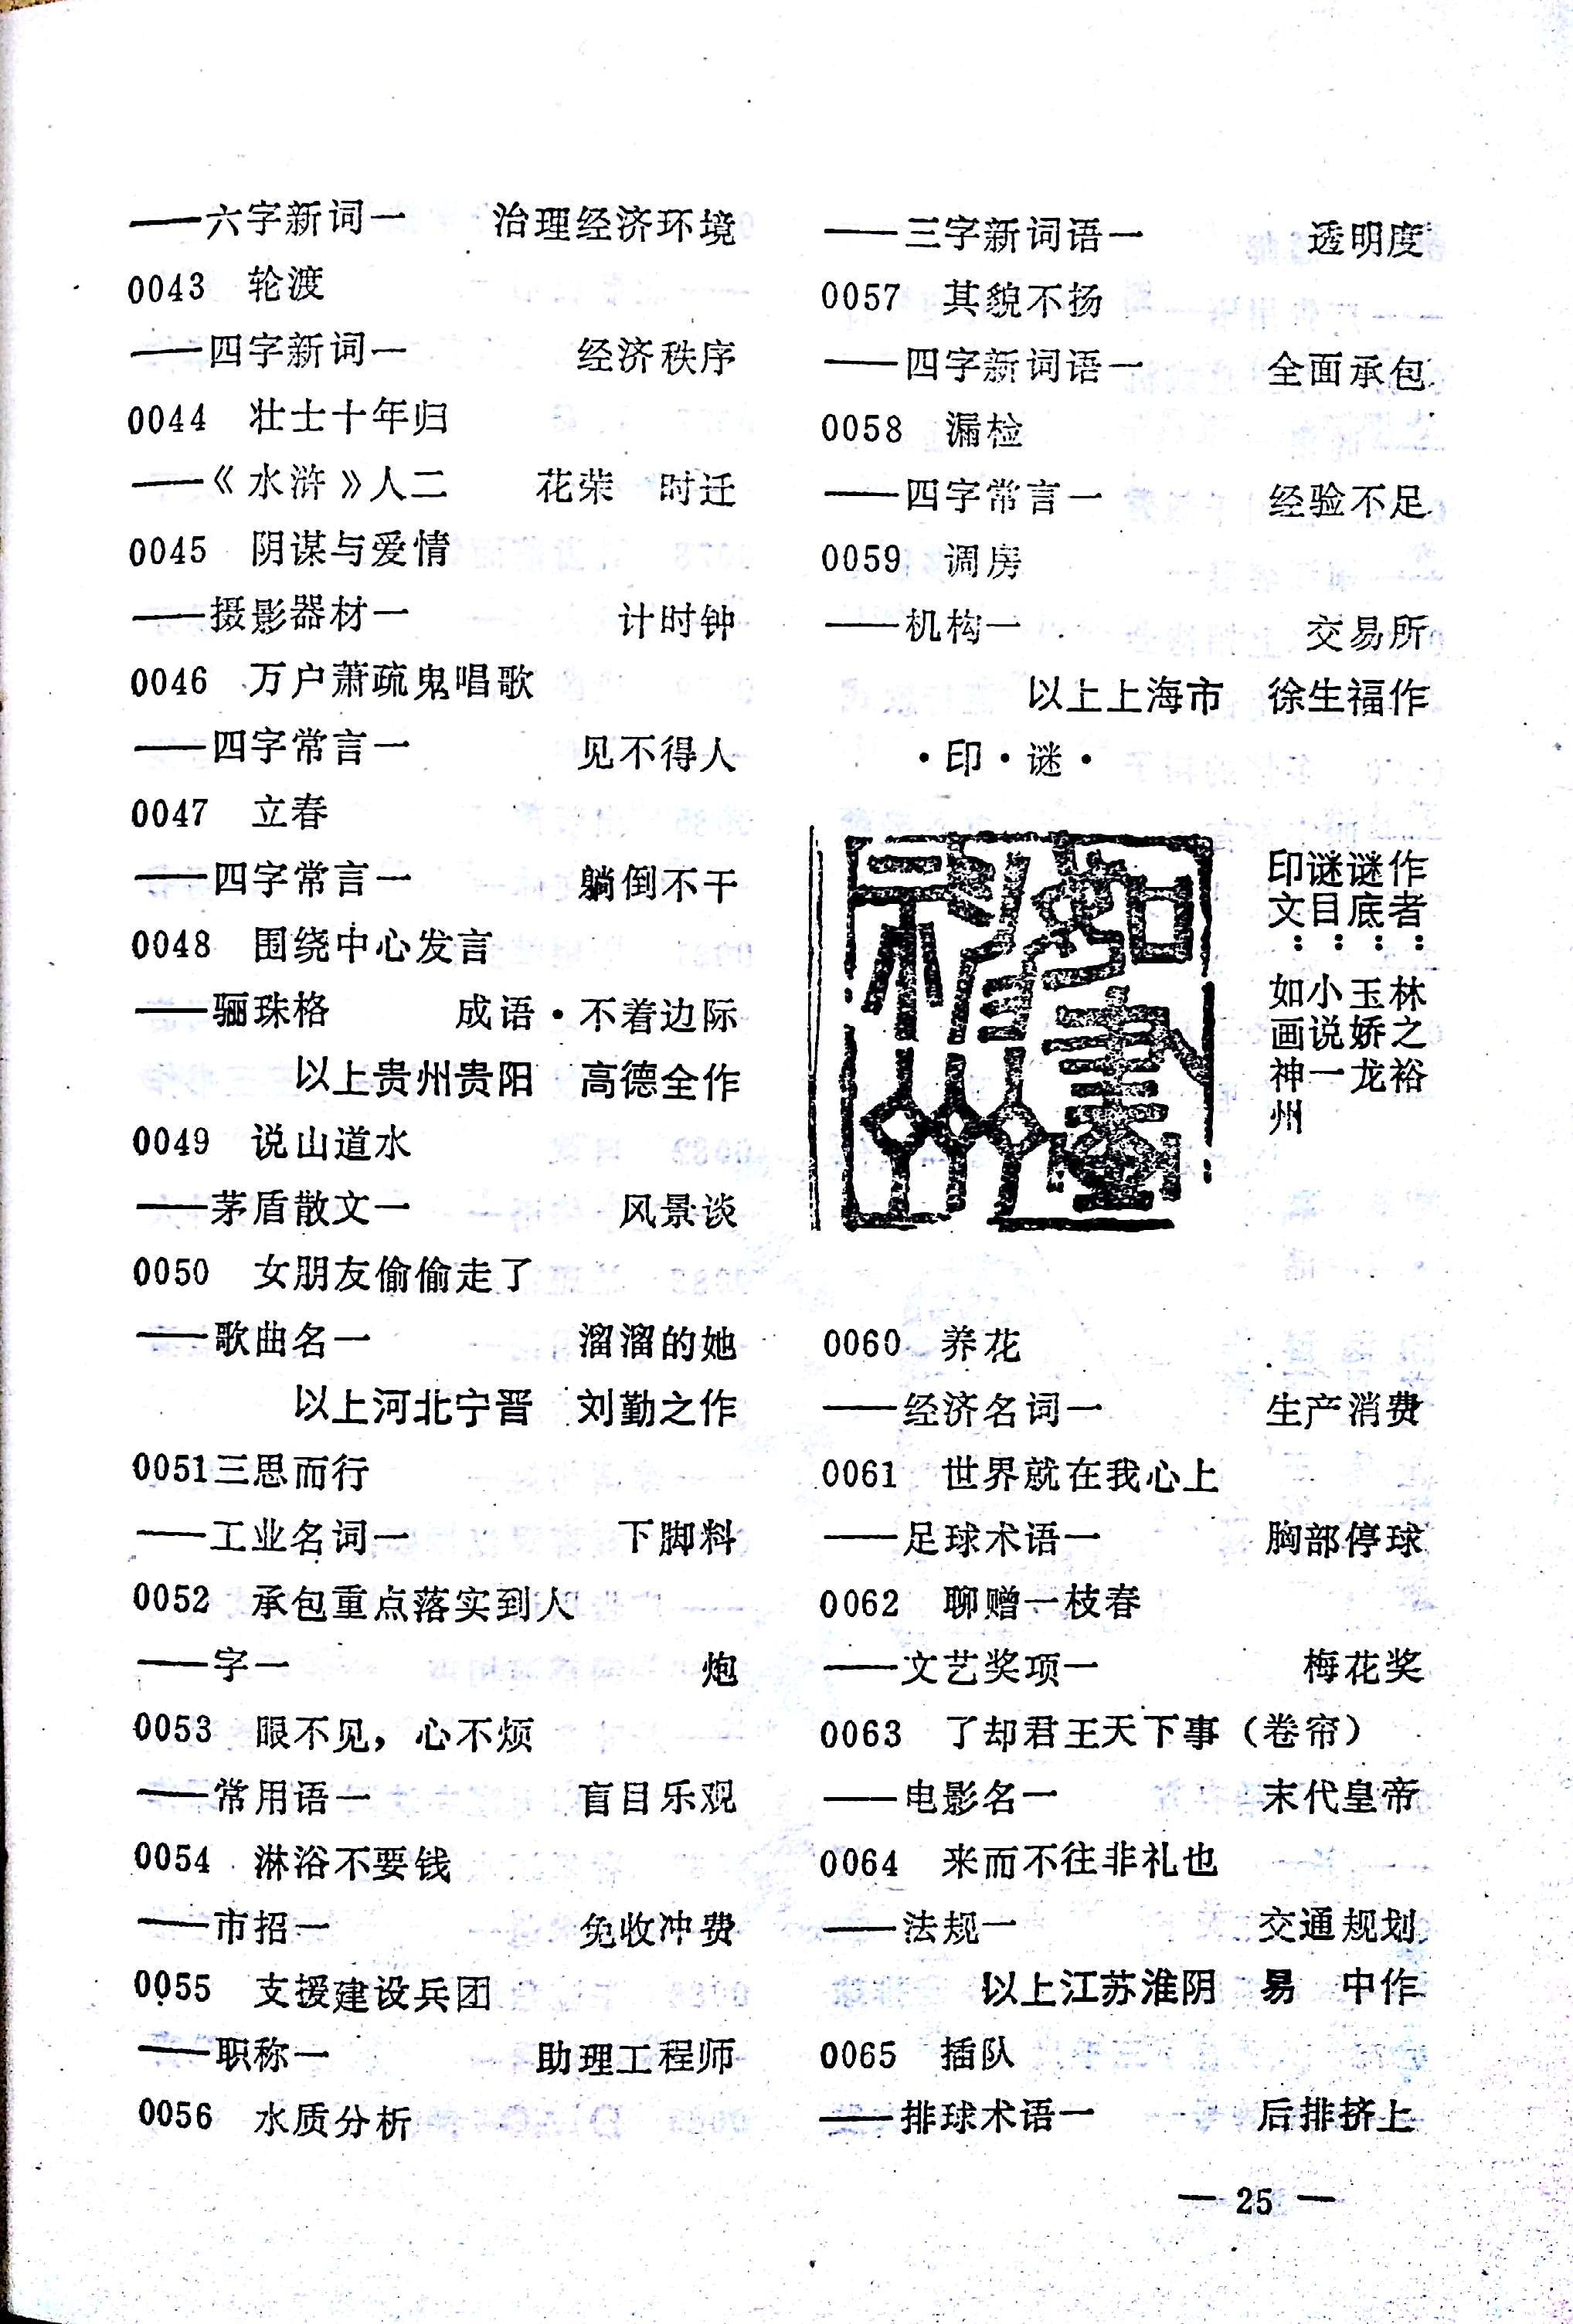 ——六字新词一 治理经济环境
0043 轮渡
——四字新词一 经济秩序
0044 壮士十年归
——《水浒》人二 花荣 时迁
0045 阴谋与爱情
——摄影器材一 计时钟
0046 万户萧疏鬼唱歌
——四字常言一 见不得人
0047 立春
——四字常言一 躺倒不干
0048 围绕中心发言
——骊珠格 成语·不着边际
以上贵州贵阳 高德全作
0049 说山道水
——茅盾散文一 风景谈
0050 女朋友偷偷走了
——歌曲名一 溜溜的她
以上河北宁晋 刘勤之作
0051三思而行
——工业名词一 下脚料
0052 承包重点落实到人
——字一 炮
0053 眼不见，心不烦
——常用语一 盲目乐观
0054 淋浴不要钱
——市招一 免收冲费
0055 支援建设兵团
——职称一 助理工程师
0056 水质分析
——三字新词语一 透明度
0057 其貌不扬
——四字新词语一 全面承包
0058 漏检
——四字常言一 经验不足
0059 调房
——机构一 交易所
以上上海市 徐生福作
·印·谜·
如画神州
印文：如画神州
谜目：小说一
谜底：玉娇龙
作者：林之裕
0060 养花
——经济名词一 生产消费
0061 世界就在我心上
——足球术语一 胸部停球
0062 聊赠一枝春
——文艺奖项一 梅花奖
0063 了却君王天下事（卷帘）
——电影名一 末代皇帝
0064 来而不往非礼也
——法规一 交通规划
以上江苏淮阴 易 中作
0065 插队
——排球术语一 后排挤上
— 25 —